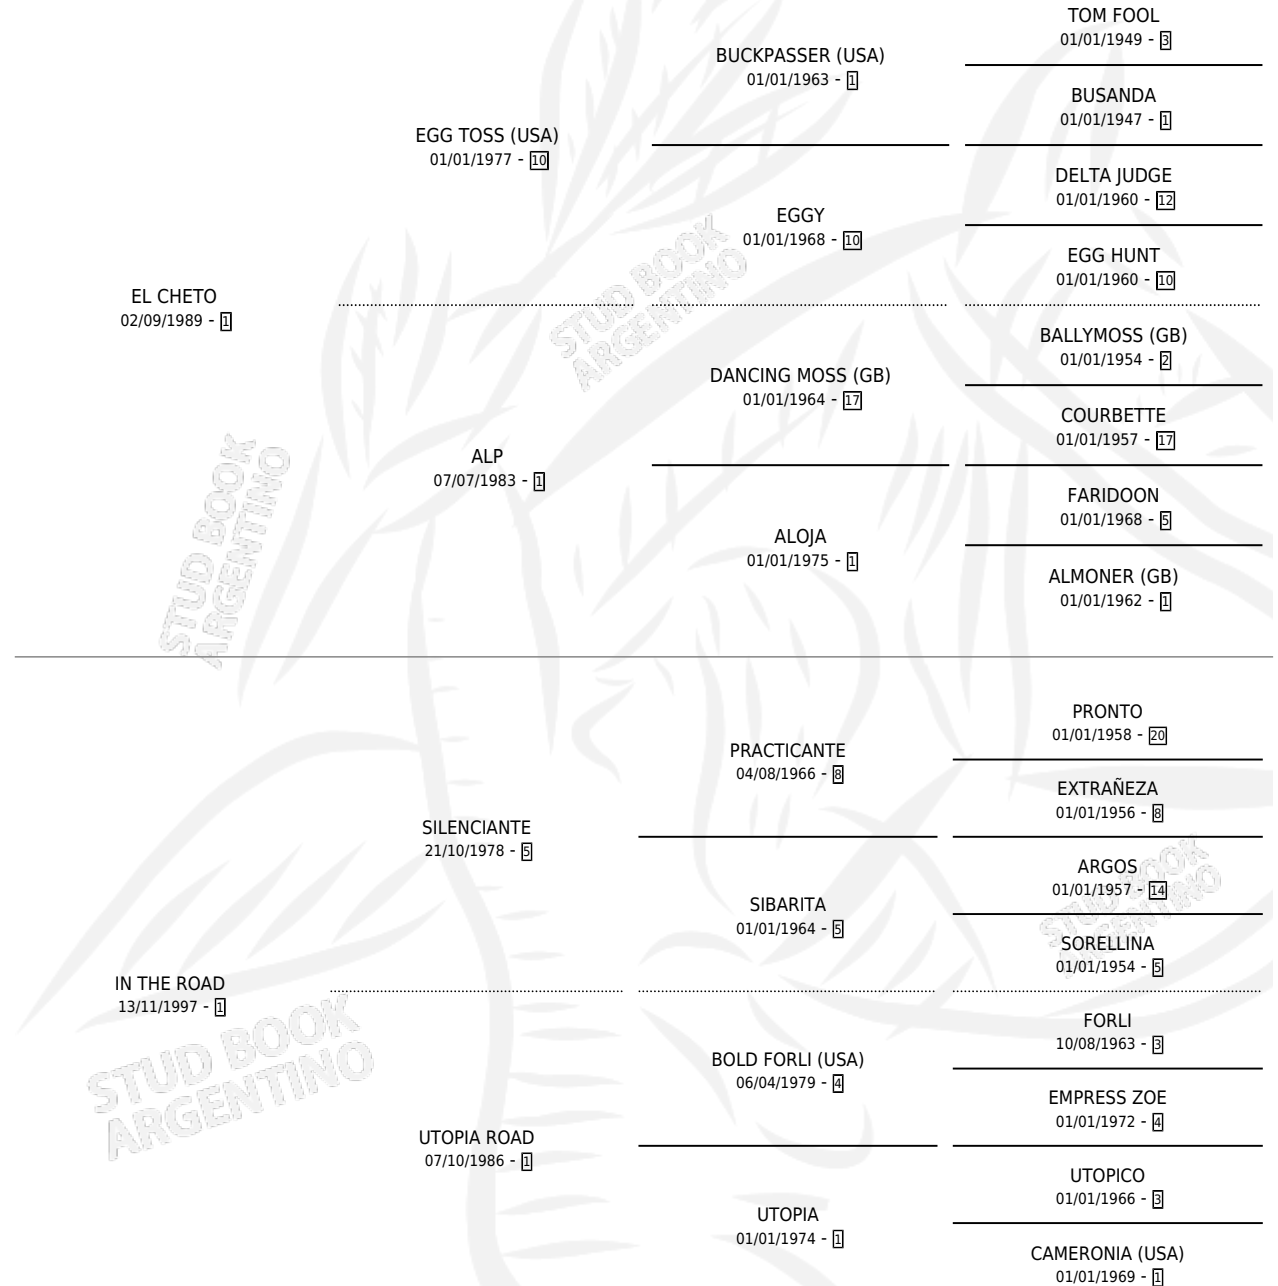 TOM FOOL
01/01/1949 - 3
BUCKPASSER (USA)
01/01/1963 - 1
BUSANDA
01/01/1947 - 1
EGG TOSS (USA)
01/01/1977 - 10
DELTA JUDGE
01/01/1960 - 12
EGGY
01/01/1968 - 10
EGG HUNT
01/01/1960 - 10
EL CHETO
02/09/1989 - 1
STUD BOOK
ARGENTINO
BALLYMOSS (GB)
01/01/1954 - 2
DANCING MOSS (GB)
01/01/1964 - 17
COURBETTE
01/01/1957 - 17
ALP
07/07/1983 - 1
STUD BOOK
ARGENTINO
FARIDOON
01/01/1968 - 5
ALOJA
01/01/1975 - 1
ALMONER (GB)
01/01/1962 - 1
PRONTO
01/01/1958 - 20
PRACTICANTE
04/08/1966 - 8
EXTRAÑEZA
01/01/1956 - 8
SILENCIANTE
21/10/1978 - 5
ARGOS
01/01/1957 - 14
SIBARITA
01/01/1964 - 5
STUD BOOK
ARGENTINO
SORELLINA
01/01/1954 - 5
IN THE ROAD
13/11/1997 - 1
STUD BOOK
ARGENTINO
FORLI
10/08/1963 - 3
BOLD FORLI (USA)
06/04/1979 - 4
EMPRESS ZOE
01/01/1972 - 4
UTOPIA ROAD
07/10/1986 - 1
UTOPICO
01/01/1966 - 3
UTOPIA
01/01/1974 - 1
CAMERONIA (USA)
01/01/1969 - 1